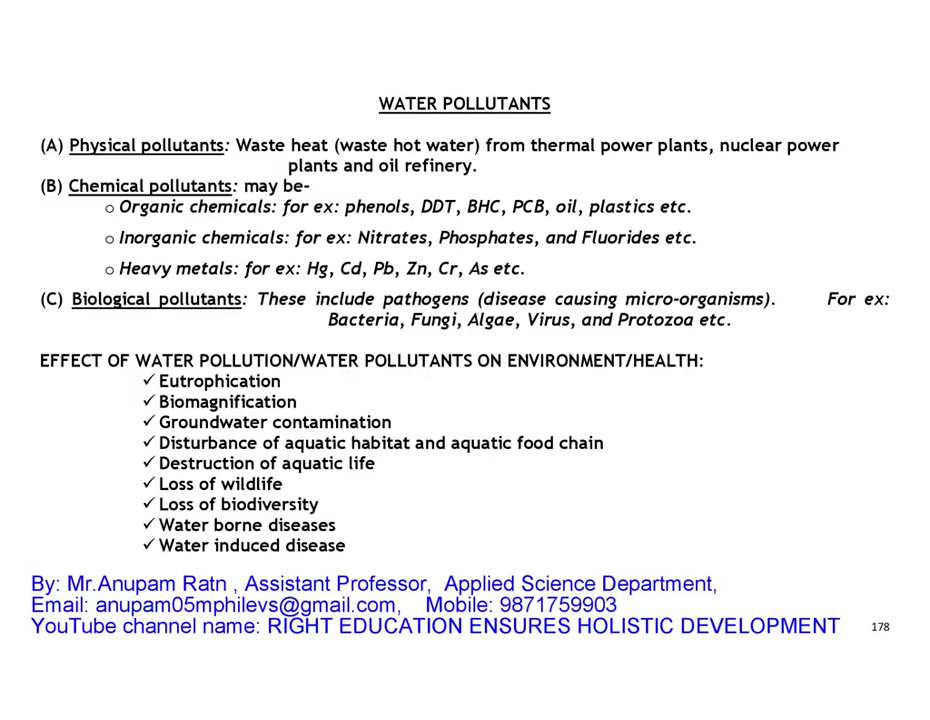 WATER POLLUTANTS
(A) Physical pollutants: Waste heat (waste hot water) from thermal power plants, nuclear power
plants and oil refinery.
(B) Chemical pollutants: may be-
o Organic chemicals: for ex: phenols, DDT, BHC, PCB, oil, plastics etc.
o Inorganic chemicals: for ex: Nitrates, Phosphates, and Fluorides etc.
o Heavy metals: for ex: Hg, Cd, Pb, Zn, Cr, As etc.
(C) Biological pollutants: These include pathogens (disease causing micro-organisms). For ex:
Bacteria, Fungi, Algae, Virus, and Protozoa etc.
EFFECT OF WATER POLLUTION/WATER POLLUTANTS ON ENVIRONMENT/HEALTH:
✓ Eutrophication
✓ Biomagnification
✓ Groundwater contamination
✓ Disturbance of aquatic habitat and aquatic food chain
✓ Destruction of aquatic life
✓ Loss of wildlife
✓ Loss of biodiversity
✓ Water borne diseases
✓ Water induced disease
By: Mr.Anupam Ratn , Assistant Professor, Applied Science Department,
Email: anupam05mphilevs@gmail.com, Mobile: 9871759903
YouTube channel name: RIGHT EDUCATION ENSURES HOLISTIC DEVELOPMENT 178